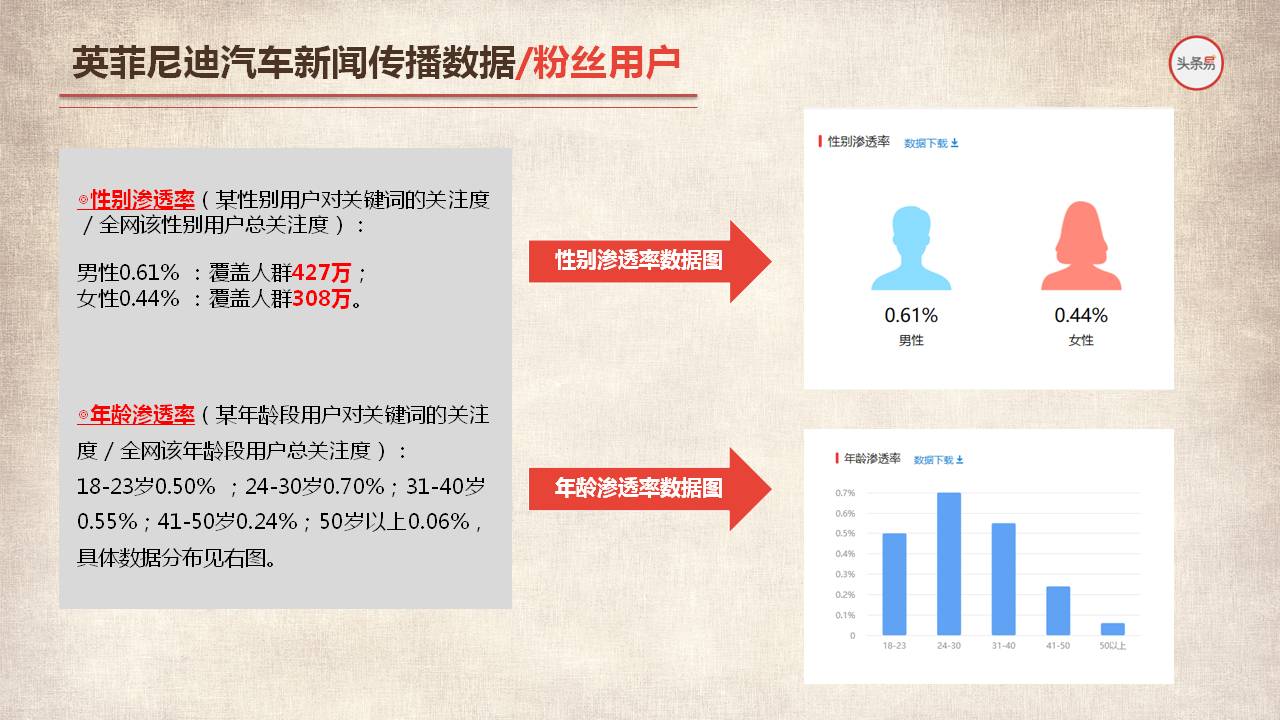 英菲尼迪汽车新闻传播数据/粉丝用户
头条易
◎性别渗透率（某性别用户对关键词的关注度
／全网该性别用户总关注度）：
男性0.61% ：覆盖人群427万；
女性0.44% ：覆盖人群308万。
◎年龄渗透率（某年龄段用户对关键词的关注
度／全网该年龄段用户总关注度）：
18-23岁0.50% ；24-30岁0.70%；31-40岁
0.55%；41-50岁0.24%；50岁以上0.06%，
具体数据分布见右图。
性别渗透率数据图
年龄渗透率数据图
性别渗透率 数据下载
0.61% 0.44%
男性 女性
年龄渗透率 数据下载
0.7%
0.6%
0.5%
0.4%
0.3%
0.2%
0.1%
0
18-23 24-30 31-40 41-50 50以上